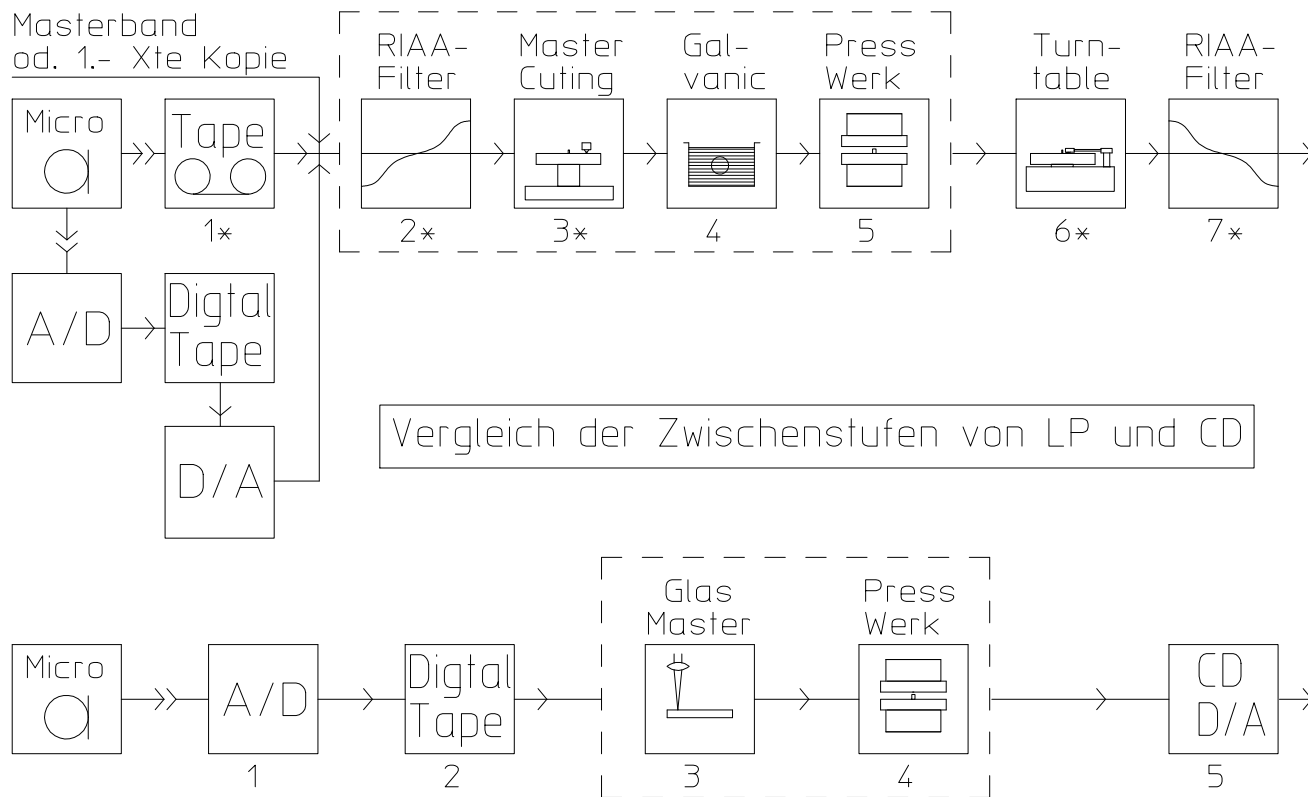 Masterband
od. 1.- Xte Kopie
RIAA-
Filter
Master
Cuting
Gal-
vanic
Press
Werk
Turn-
table
RIAA-
Filter
Micro
Tape
1*
2*
3*
4
5
6*
7*
A/D
Digtal
Tape
D/A
Vergleich der Zwischenstufen von LP und CD
Glas
Master
Press
Werk
Micro
A/D
Digtal
Tape
CD
D/A
1
2
3
4
5